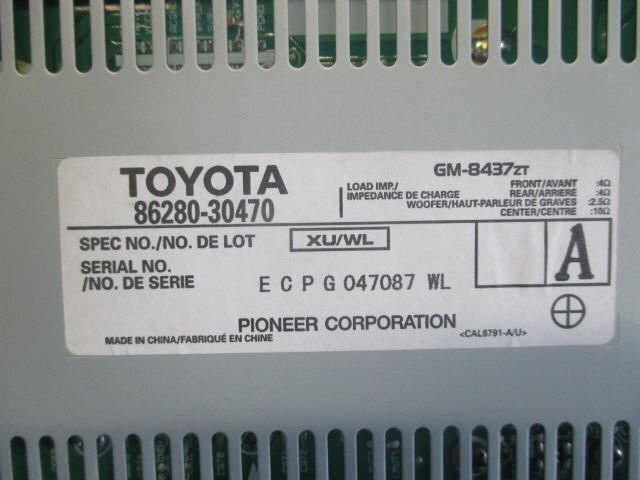 TOYOTA
86280-30470
GM-8437ZT
LOAD IMP./
IMPEDANCE DE CHARGE
FRONT/AVANT :4Ω
REAR/ARRIERE :4Ω
WOOFER/HAUT-PARLEUR DE GRAVES :2.5Ω
CENTER/CENTRE :10Ω
SPEC NO./NO. DE LOT
XU/WL
SERIAL NO.
/NO. DE SERIE
E C P G 047087 WL
A
PIONEER CORPORATION
MADE IN CHINA/FABRIQUÉ EN CHINE
<CAL6791-A/U>